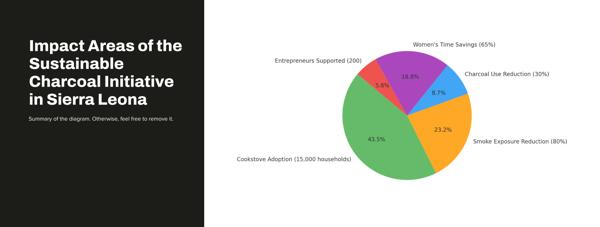 Impact Areas of the
Sustainable
Charcoal Initiative
in Sierra Leona
Summary of the diagram. Otherwise, feel free to remove it.
Women's Time Savings (65%)
Entrepreneurs Supported (200)
Charcoal Use Reduction (30%)
18.8%
5.8%
8.7%
23.2%
43.5%
Smoke Exposure Reduction (80%)
Cookstove Adoption (15,000 households)